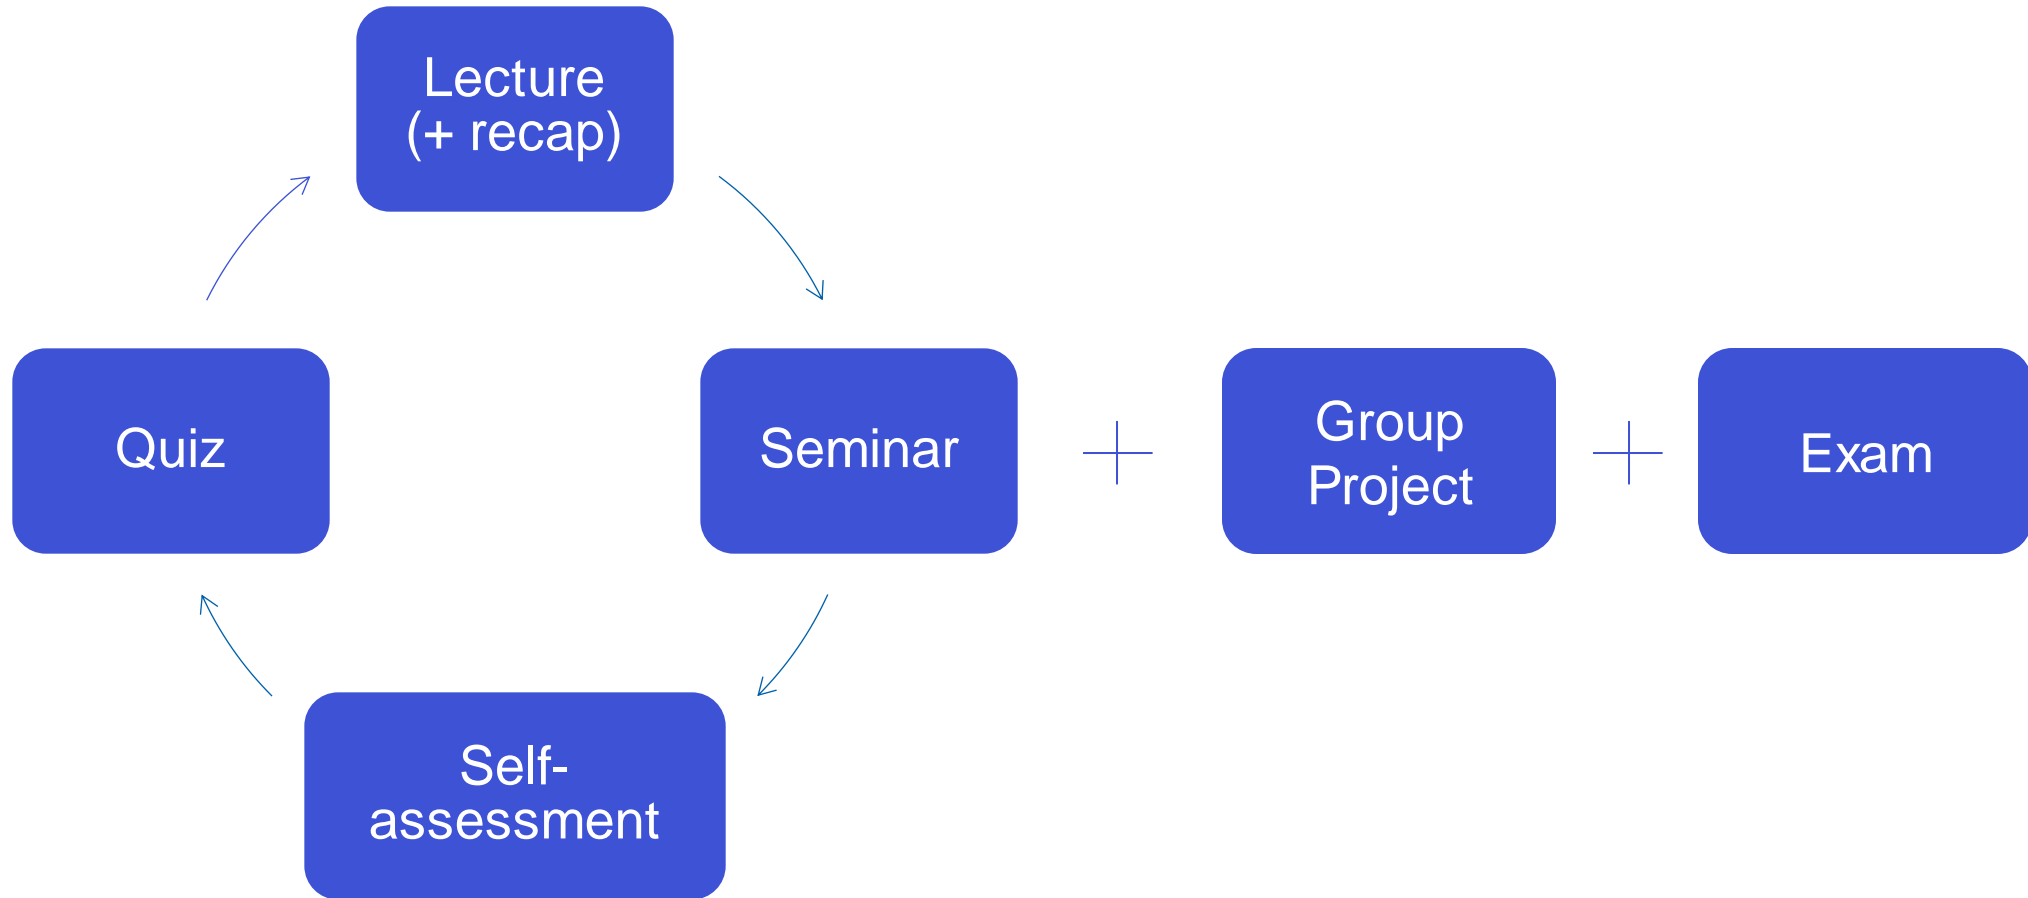 Lecture
(+ recap)
Quiz
Seminar
Group
Project
Exam
Self-
assessment